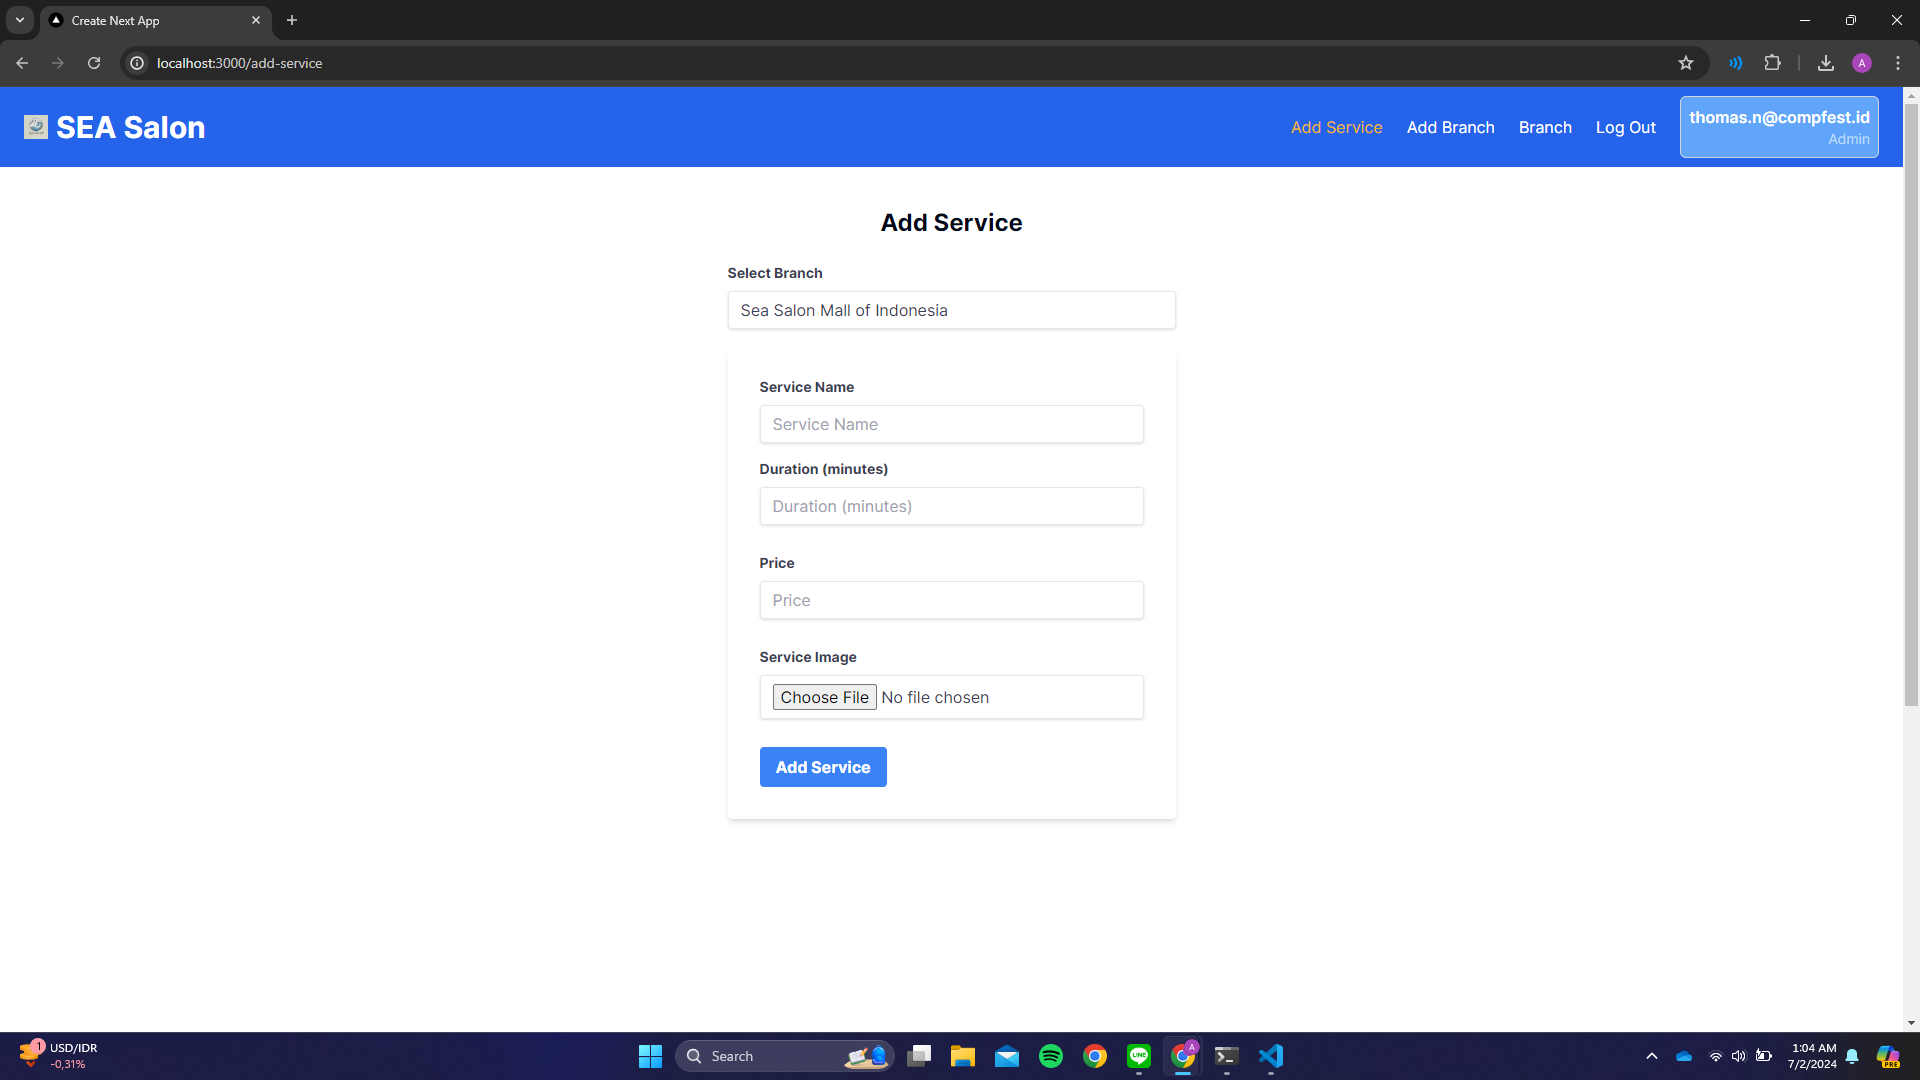 Create Next App
localhost:3000/add-service
A
SEA Salon
Add Service
Add Branch
Branch
Log Out
thomas.n@compfest.id
Admin
Add Service
Select Branch
Sea Salon Mall of Indonesia
Service Name
Service Name
Duration (minutes)
Duration (minutes)
Price
Price
Service Image
Choose File No file chosen
Add Service
1
USD/IDR
-0,31%
Search
LINE
A
1:04 AM
7/2/2024
PRE